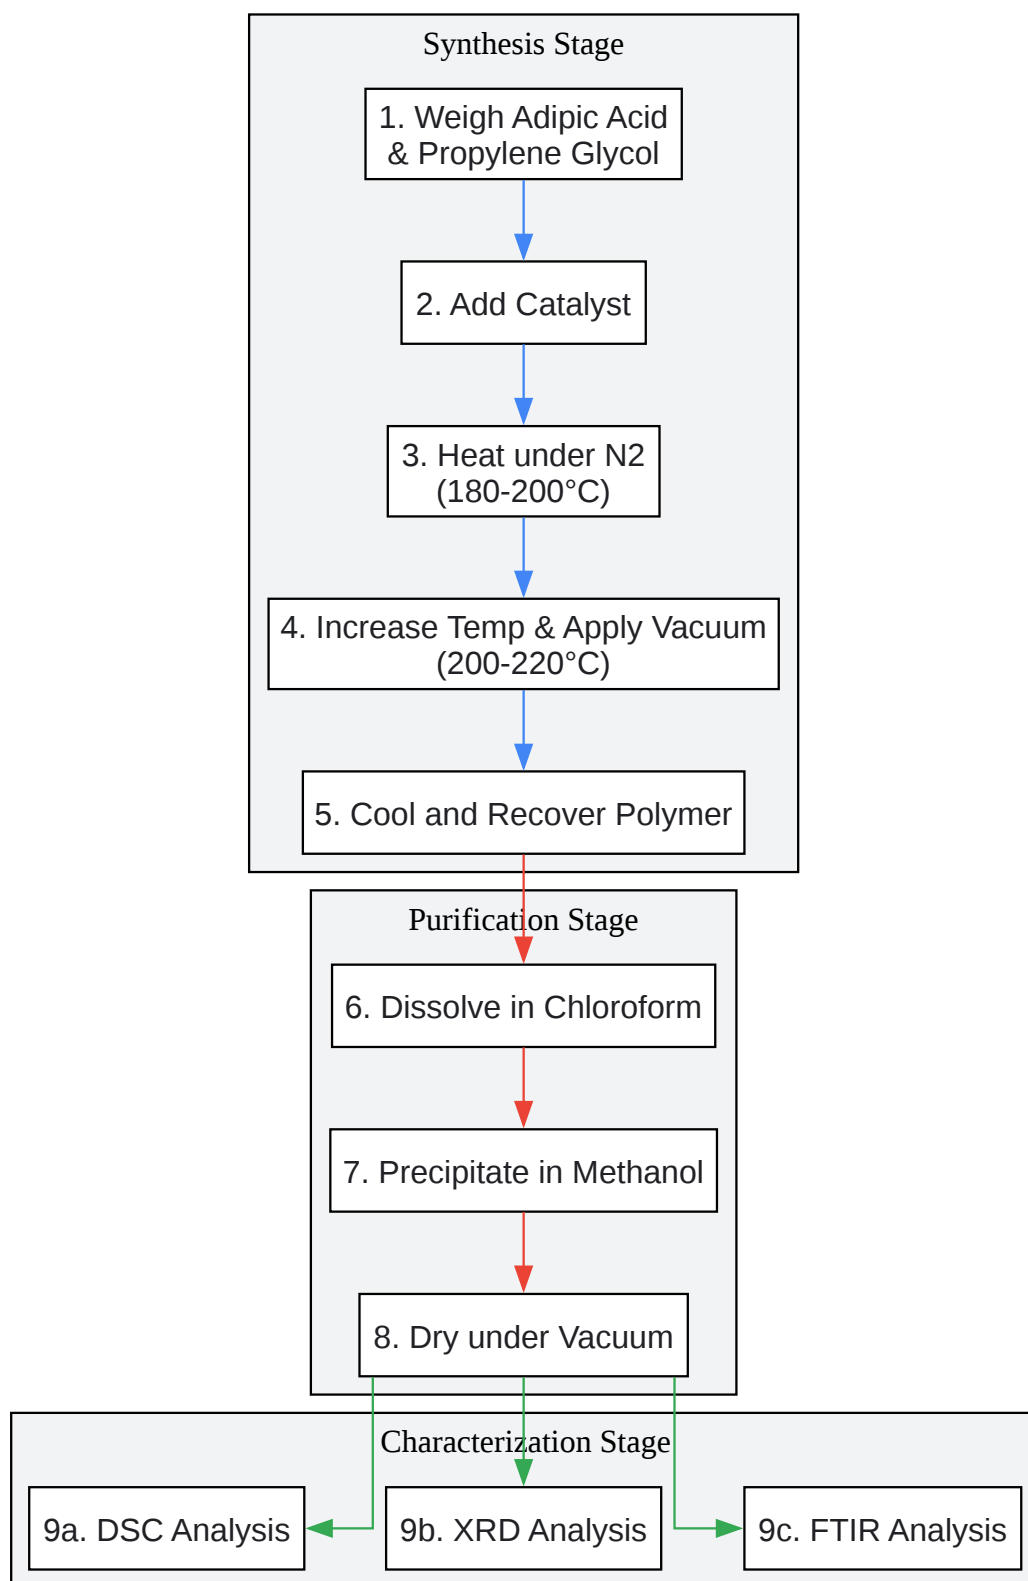 Synthesis Stage
1. Weigh Adipic Acid
& Propylene Glycol
2. Add Catalyst
3. Heat under N2
(180-200°C)
4. Increase Temp & Apply Vacuum
(200-220°C)
5. Cool and Recover Polymer
Purification Stage
6. Dissolve in Chloroform
7. Precipitate in Methanol
8. Dry under Vacuum
Characterization Stage
9a. DSC Analysis
9b. XRD Analysis
9c. FTIR Analysis